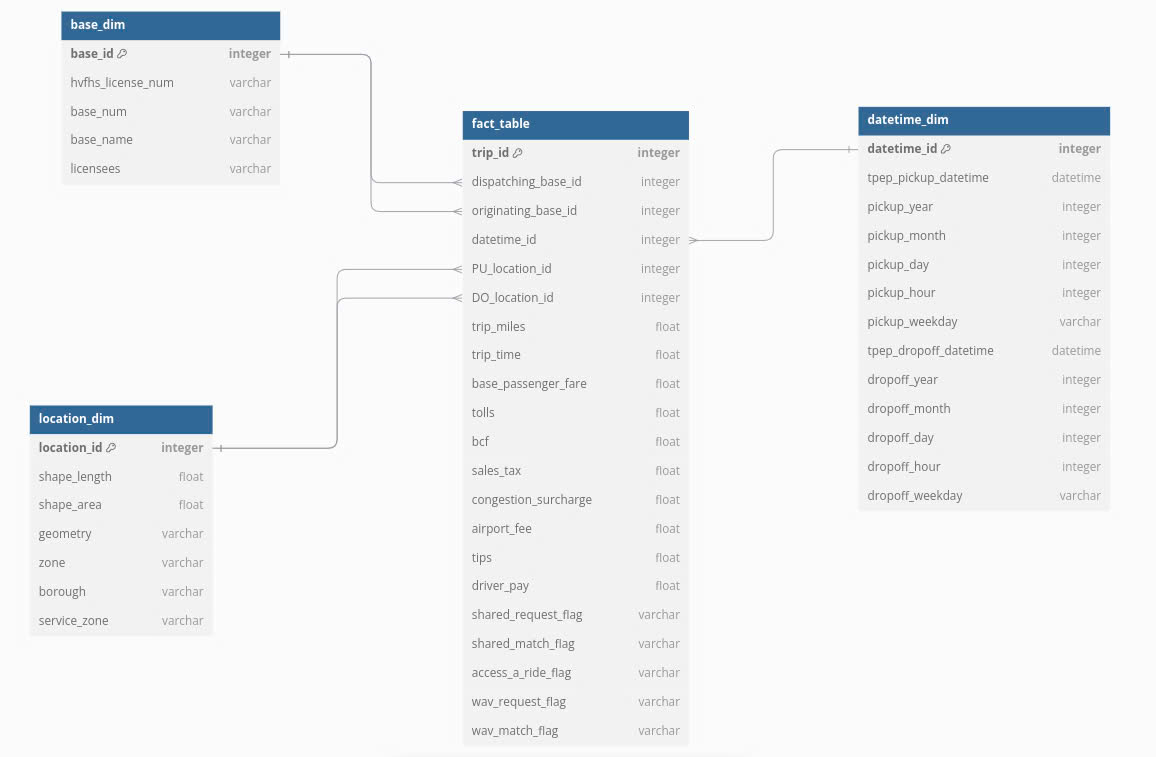 base_dim
base_id integer
hvfhs_license_num varchar
base_num varchar
base_name varchar
licensees varchar
fact_table
trip_id integer
dispatching_base_id integer
originating_base_id integer
datetime_id integer
PU_location_id integer
DO_location_id integer
trip_miles float
trip_time float
base_passenger_fare float
tolls float
bcf float
sales_tax float
congestion_surcharge float
airport_fee float
tips float
driver_pay float
shared_request_flag varchar
shared_match_flag varchar
access_a_ride_flag varchar
wav_request_flag varchar
wav_match_flag varchar
datetime_dim
datetime_id integer
tpep_pickup_datetime datetime
pickup_year integer
pickup_month integer
pickup_day integer
pickup_hour integer
pickup_weekday varchar
tpep_dropoff_datetime datetime
dropoff_year integer
dropoff_month integer
dropoff_day integer
dropoff_hour integer
dropoff_weekday varchar
location_dim
location_id integer
shape_length float
shape_area float
geometry varchar
zone varchar
borough varchar
service_zone varchar